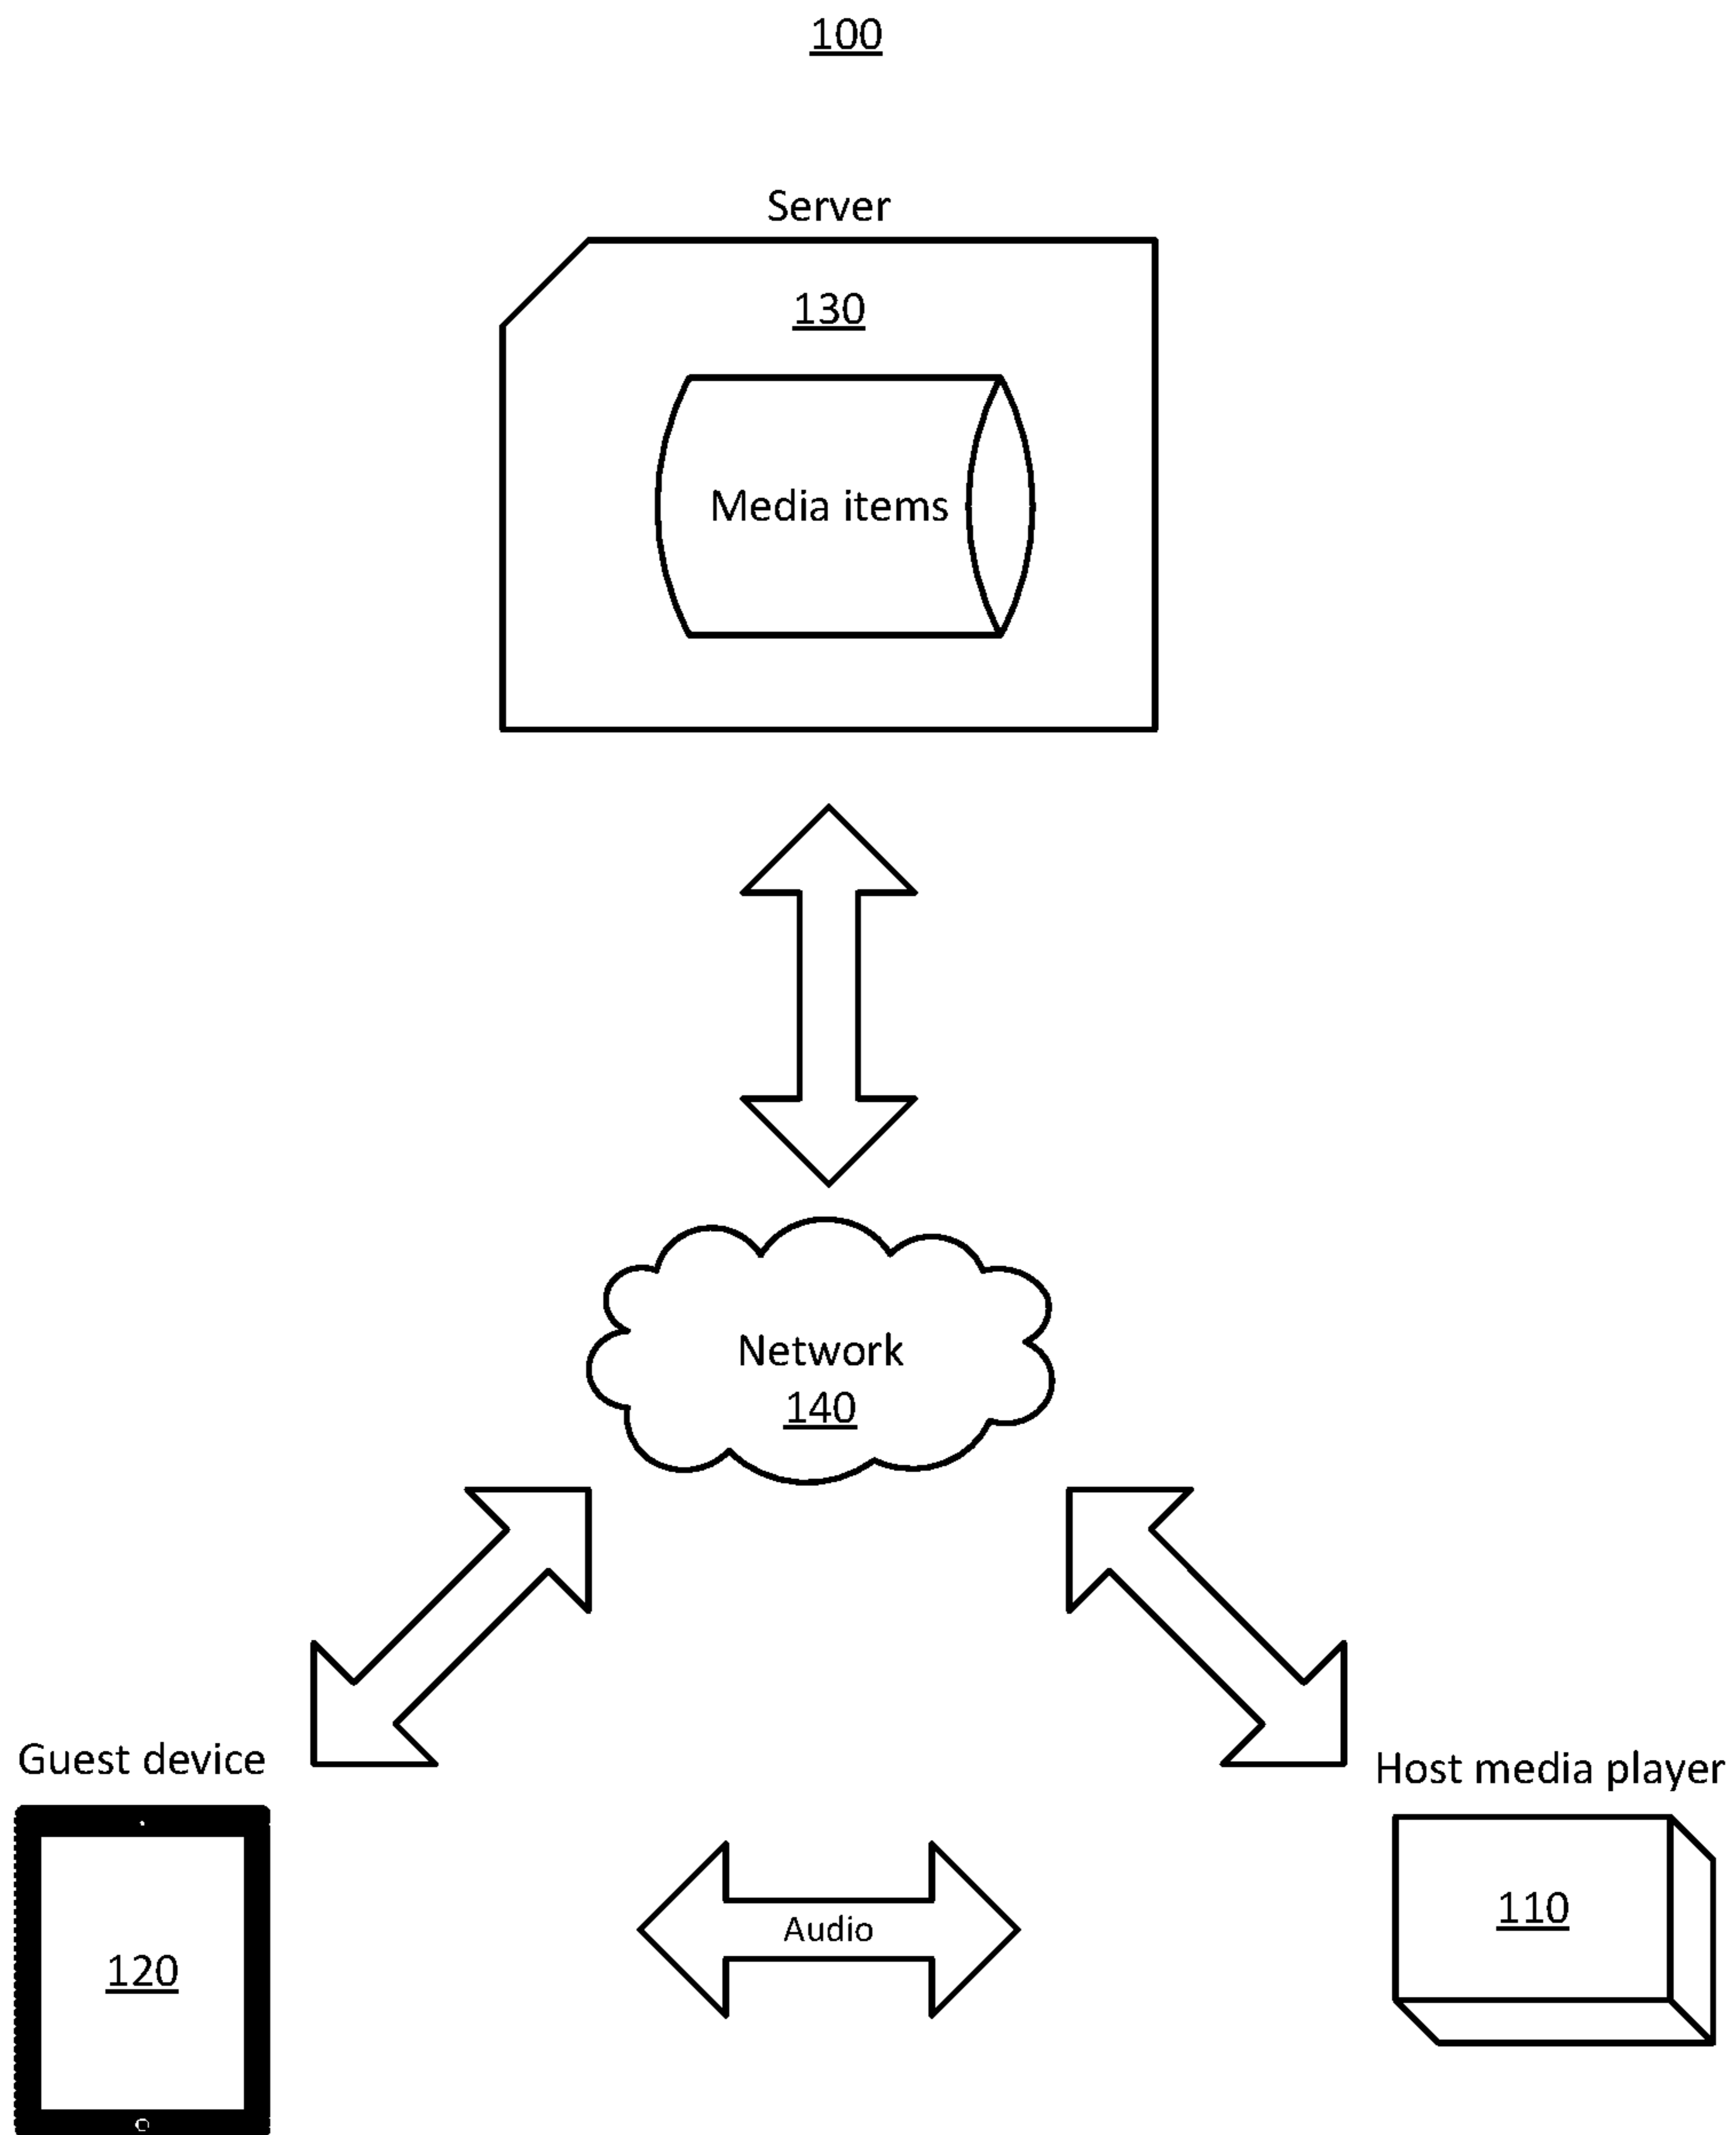 100
Server
130
Media items
Network
140
Guest device
Host media player
Audio
110
120